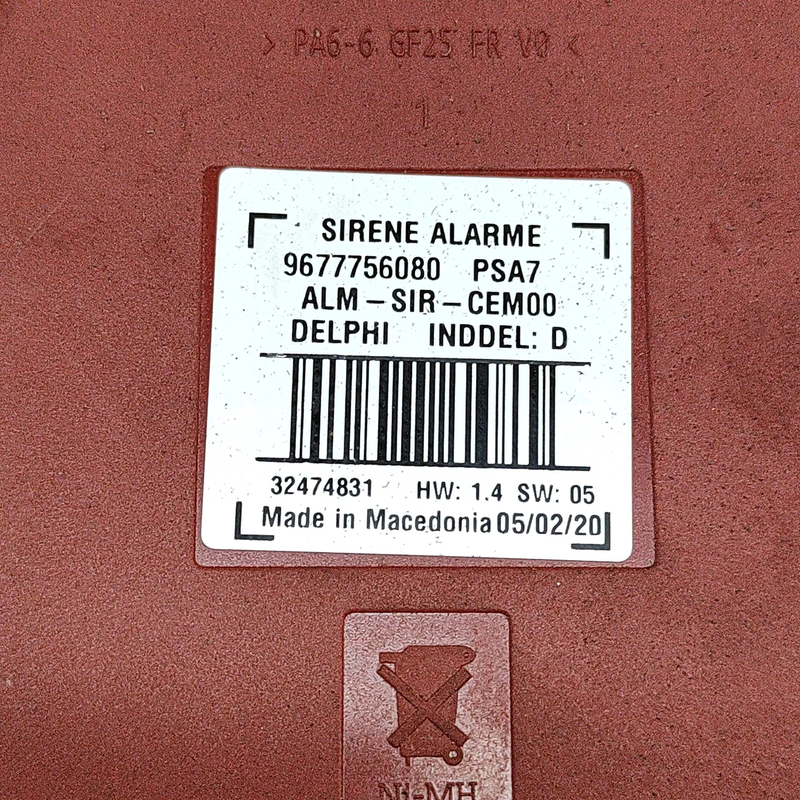 > PA6-6 GF25 FR V0 <
1
SIRENE ALARME
9677756080 PSA7
ALM-SIR-CEM00
DELPHI INDDEL: D
32474831 HW: 1.4 SW: 05
Made in Macedonia 05/02/20
Ni-MH